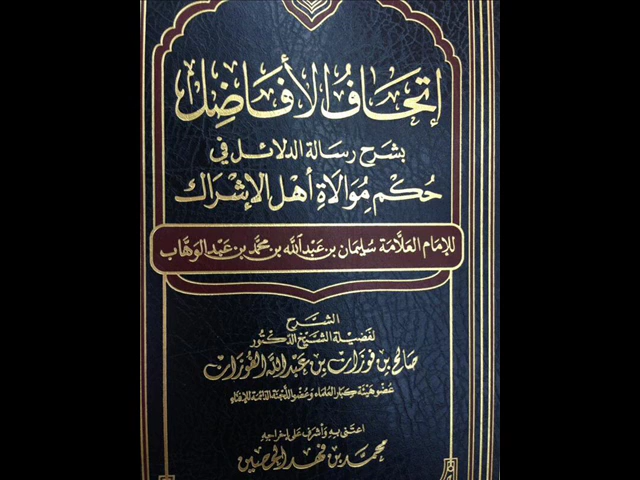 إتحاف الأفاضل
بشرح رسالة الدلائل في
حكم موالاة أهل الإشراك
للإمام العلامة سليمان بن عبد الله بن محمد بن عبد الوهاب
الشرح
لفضيلة الشيخ الدكتور
صالح بن فوزان بن عبد الله الفوزان
عضو هيئة كبار العلماء وعضو اللجنة الدائمة للإفتاء
اعتنى به وأشرف على إخراجه
محمد بن فهد الحصين